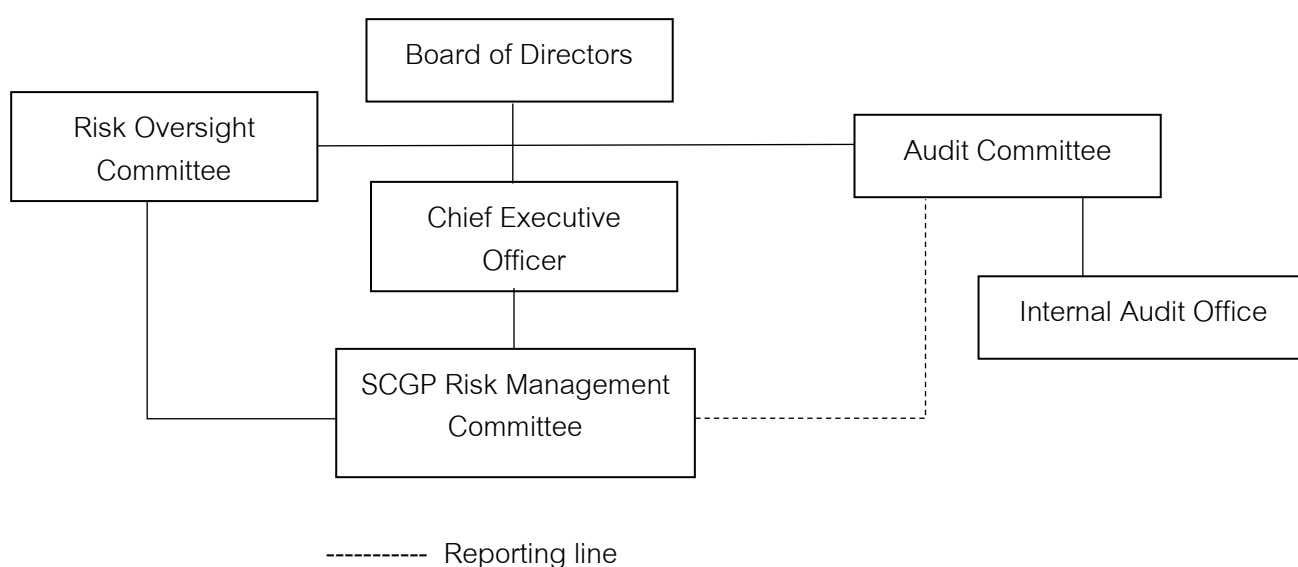 Board of Directors
Risk Oversight
Committee
Audit Committee
Chief Executive
Officer
Internal Audit Office
SCGP Risk Management
Committee
Reporting line